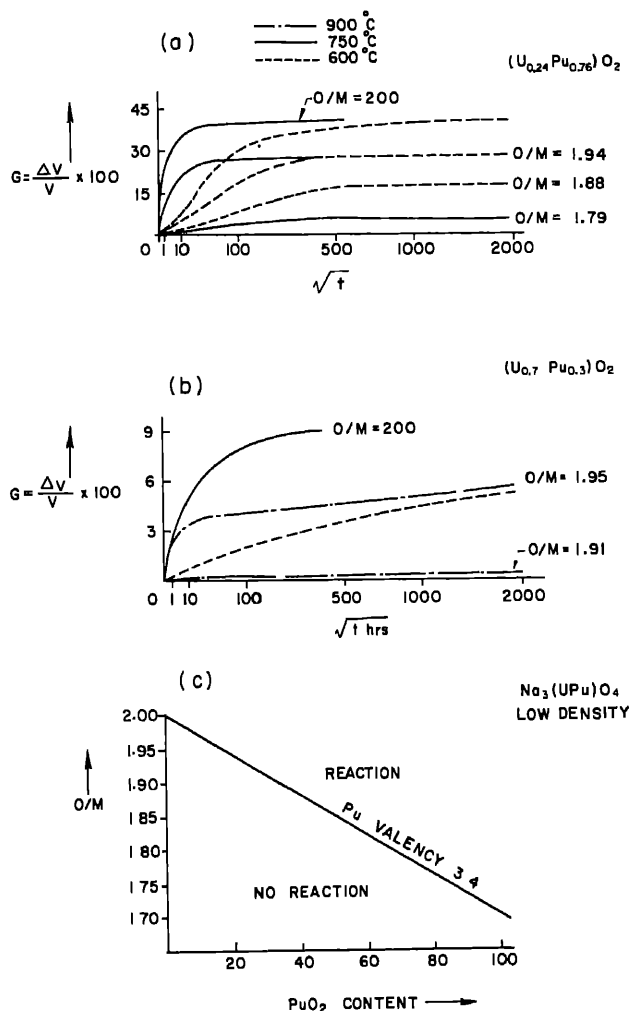 (a)
900°C
750°C
600°C
(U0.24 Pu0.76) O2
O/M = 200
45
30
15
0 1 10 100 500 1000 2000
G = ΔV/V x 100
O/M = 1.94
O/M = 1.88
O/M = 1.79
√t
(b)
(U0.7 Pu0.3) O2
O/M = 200
9
6
3
0 1 10 100 500 1000 2000
G = ΔV/V x 100
O/M = 1.95
O/M = 1.91
√t hrs
(c)
Na3(UPu)O4
LOW DENSITY
2.00
1.95
1.90
1.85
1 80
1.75
1 70
O/M
REACTION
Pu VALENCY 3 4
NO REACTION
20 40 60 80 100
PuO2 CONTENT